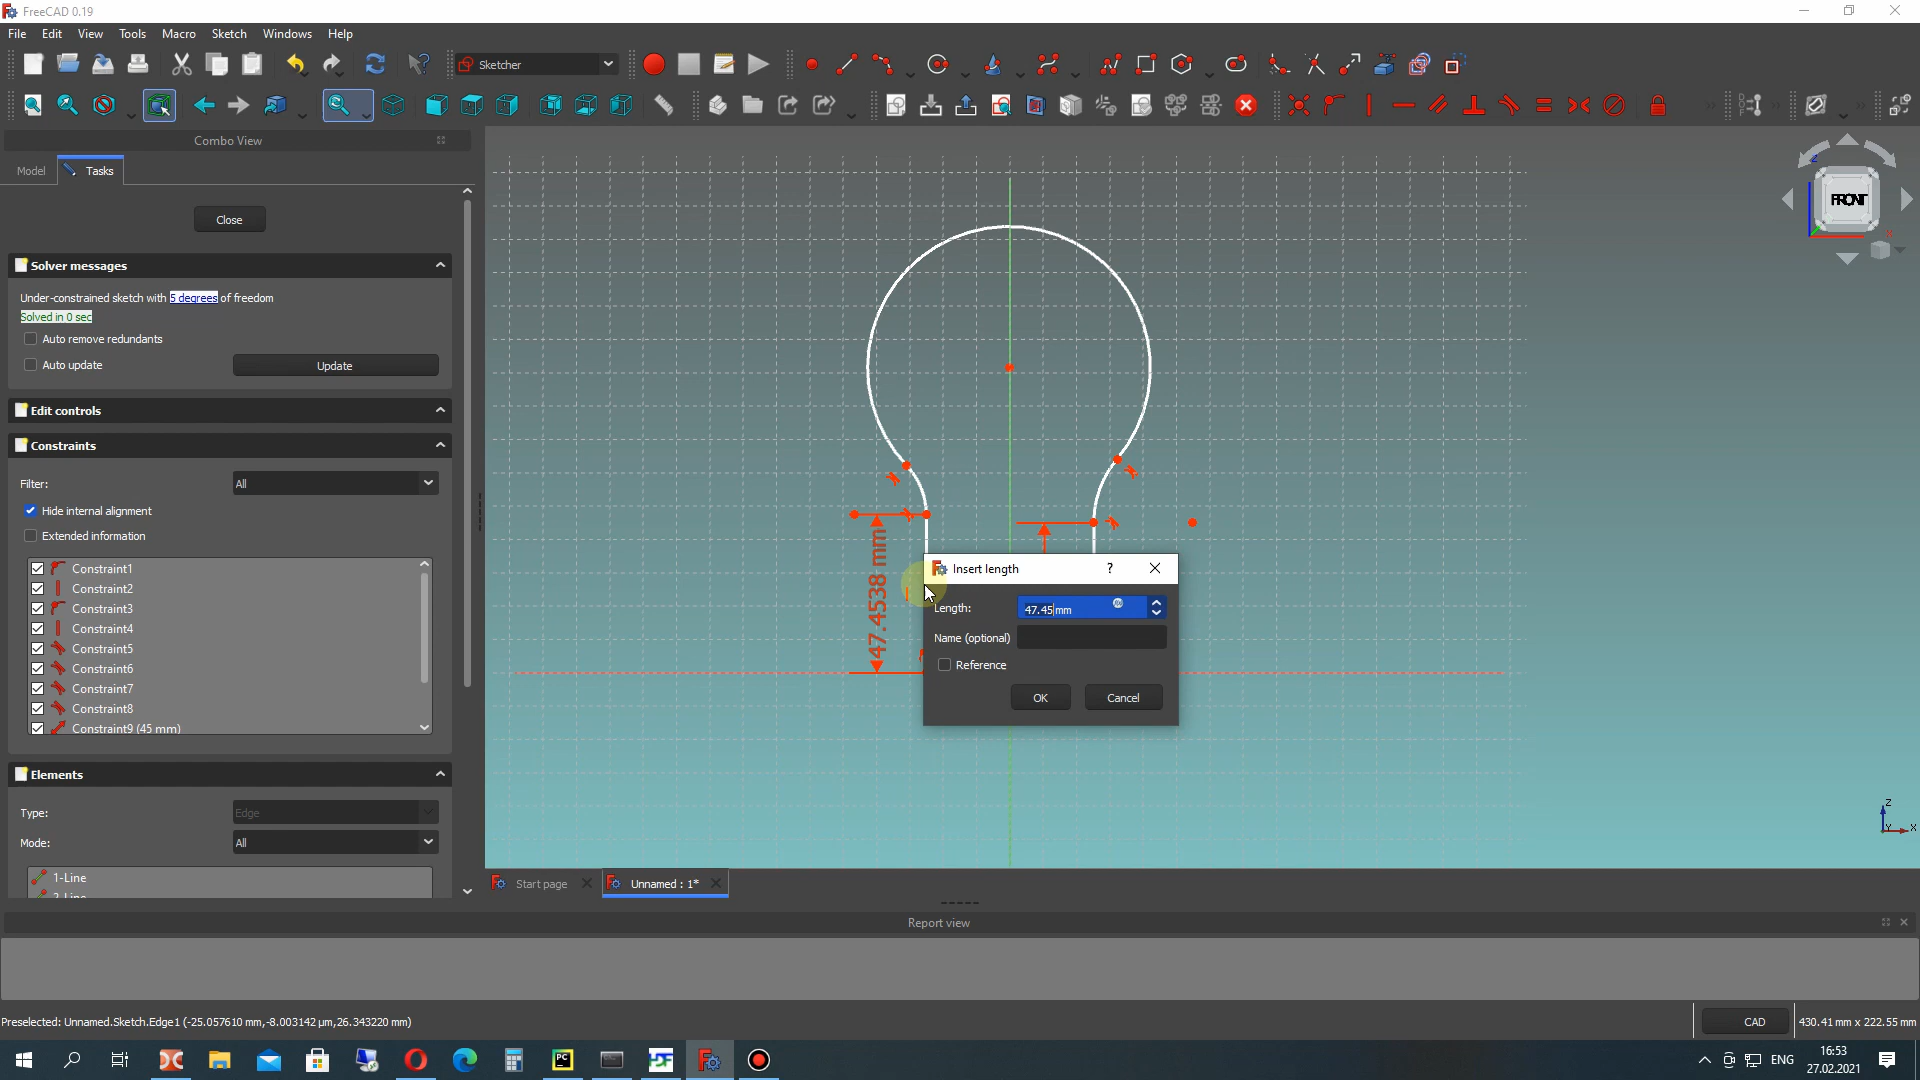 FreeCAD 0.19
File Edit View Tools Macro Sketch Windows Help
Sketcher
Combo View
Model Tasks
Close
Solver messages
Under-constrained sketch with 5 degrees of freedom
Solved in 0 sec
Auto remove redundants
Auto update Update
Edit controls
Constraints
Filter: All
Hide internal alignment
Extended information
Constraint1
Constraint2
Constraint3
Constraint4
Constraint5
Constraint6
Constraint7
Constraint8
Constraint9 (45 mm)
Elements
Type: Edge
Mode: All
1-Line
2-Line
FRONT
Z
X
47.4538 mm
Insert length ?
Length: 47.45 mm
Name (optional)
Reference
OK Cancel
Z
Y X
Start page Unnamed : 1*
Report view
Preselected: Unnamed.Sketch.Edge1 (-25.057610 mm,-8.003142 µm,26.343220 mm)
CAD 430.41 mm x 222.55 mm
PC
ENG 16:53
27.02.2021